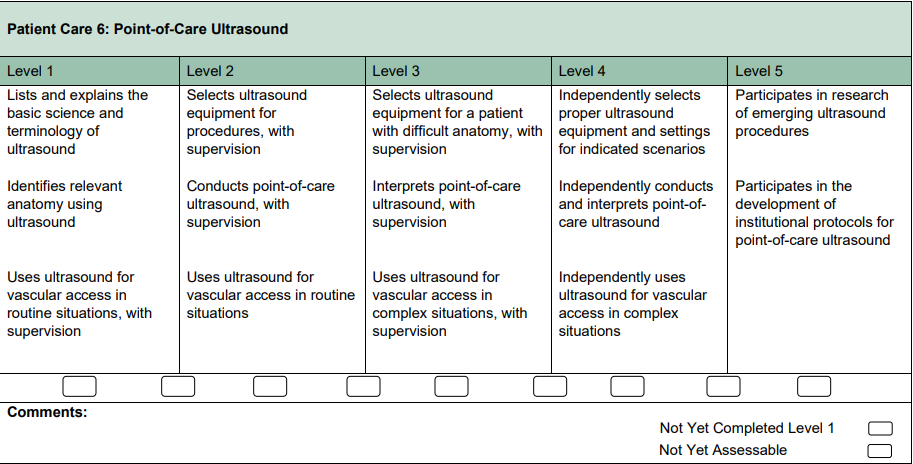 Patient Care 6: Point-of-Care Ultrasound
Level 1
Level 2
Level 3
Level 4
Level 5
Lists and explains the
basic science and
terminology of
ultrasound
Selects ultrasound
equipment for
procedures, with
supervision
Selects ultrasound
equipment for a patient
with difficult anatomy, with
supervision
Independently selects
proper ultrasound
equipment and settings
for indicated scenarios
Participates in research
of emerging ultrasound
procedures
Identifies relevant
anatomy using
ultrasound
Conducts point-of-care
ultrasound, with
supervision
Interprets point-of-care
ultrasound, with
supervision
Independently conducts
and interprets point-of-
care ultrasound
Participates in the
development of
institutional protocols for
point-of-care ultrasound
Uses ultrasound for
vascular access in
routine situations, with
supervision
Uses ultrasound for
vascular access in routine
situations
Uses ultrasound for
vascular access in
complex situations, with
supervision
Independently uses
ultrasound for vascular
access in complex
situations
Comments:
Not Yet Completed Level 1
Not Yet Assessable